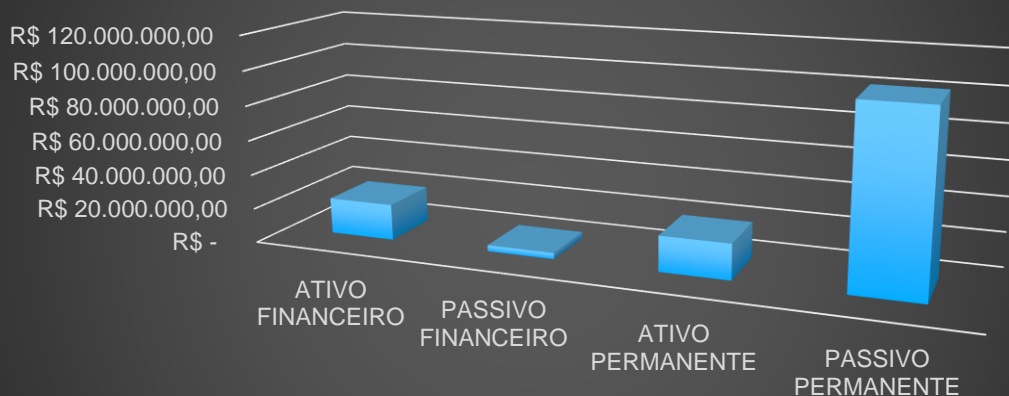 R$ 120.000.000,00
R$ 100.000.000,00
R$ 80.000.000,00
R$ 60.000.000,00
R$ 40.000.000,00
R$ 20.000.000,00
R$ -
ATIVO
FINANCEIRO
PASSIVO
FINANCEIRO
ATIVO
PERMANENTE
PASSIVO
PERMANENTE